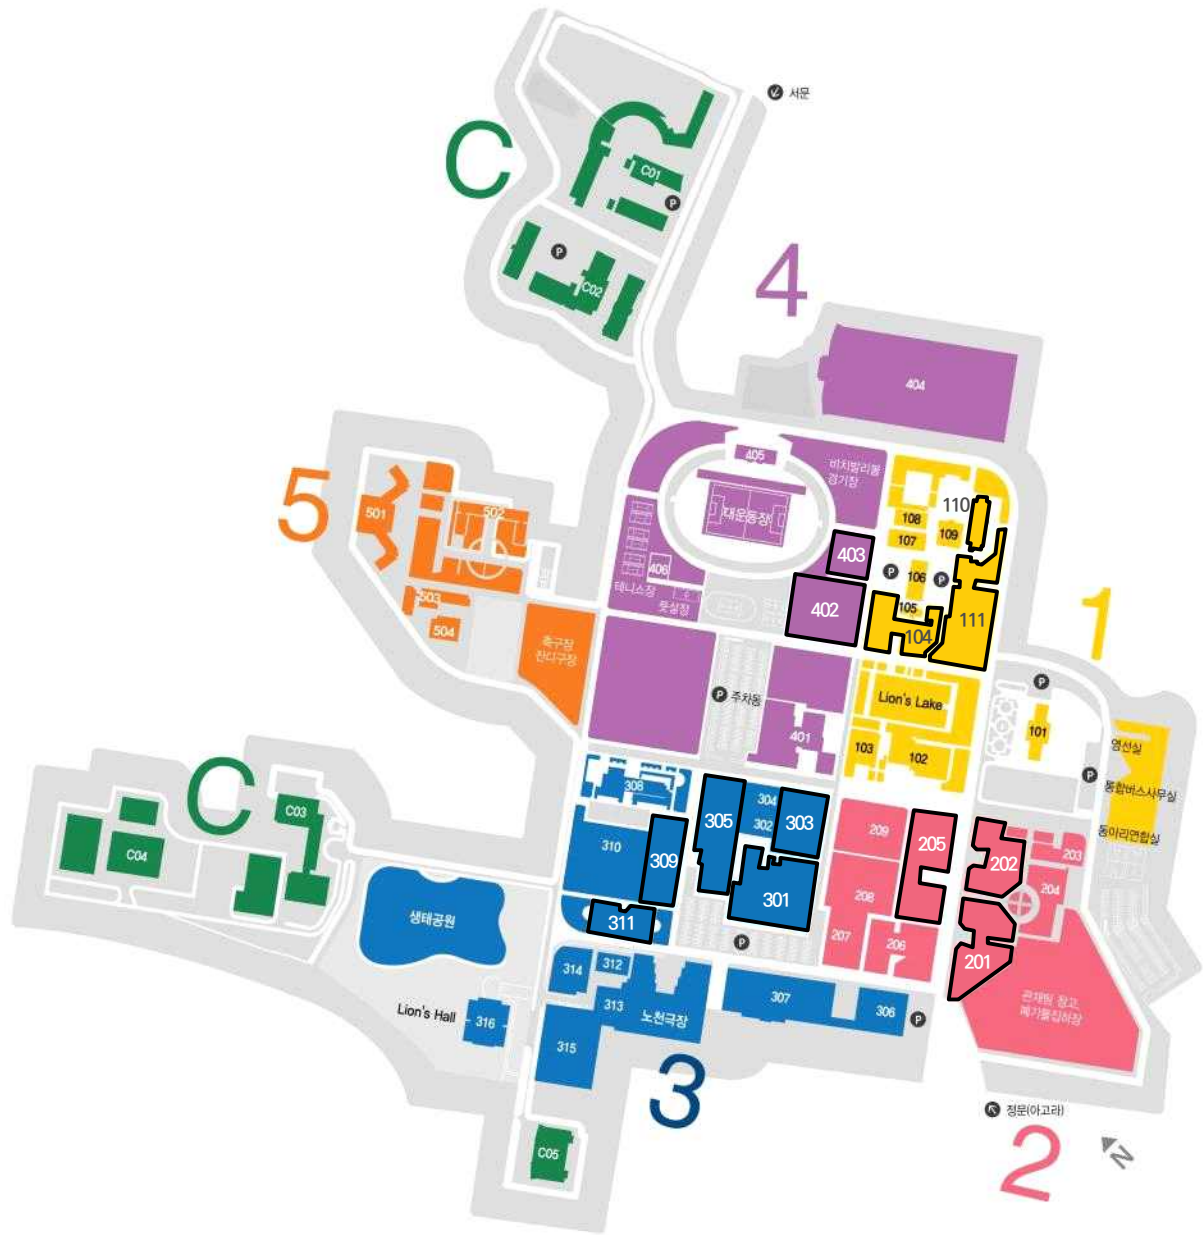 서문
C
C01
C02
4
404
405
비치발리볼
경기장
대운동장
110
108
109
107
403
106
105
104
111
402
406
테니스장
풋살장
5
501
502
503
504
축구장
잔디구장
1
Lion's Lake
101
103
102
영선실
통합버스사무실
동아리연합실
주차동
401
C
C03
C04
308
304
302
303
305
310
309
301
311
209
205
208
207
206
202
203
204
201
관재팀 창고,
폐기물집하장
생태공원
314
312
313
노천극장
307
306
Lion's Hall
316
315
3
C05
정문(아고라)
2
N
P
P
P
P
P
P
P
P
P